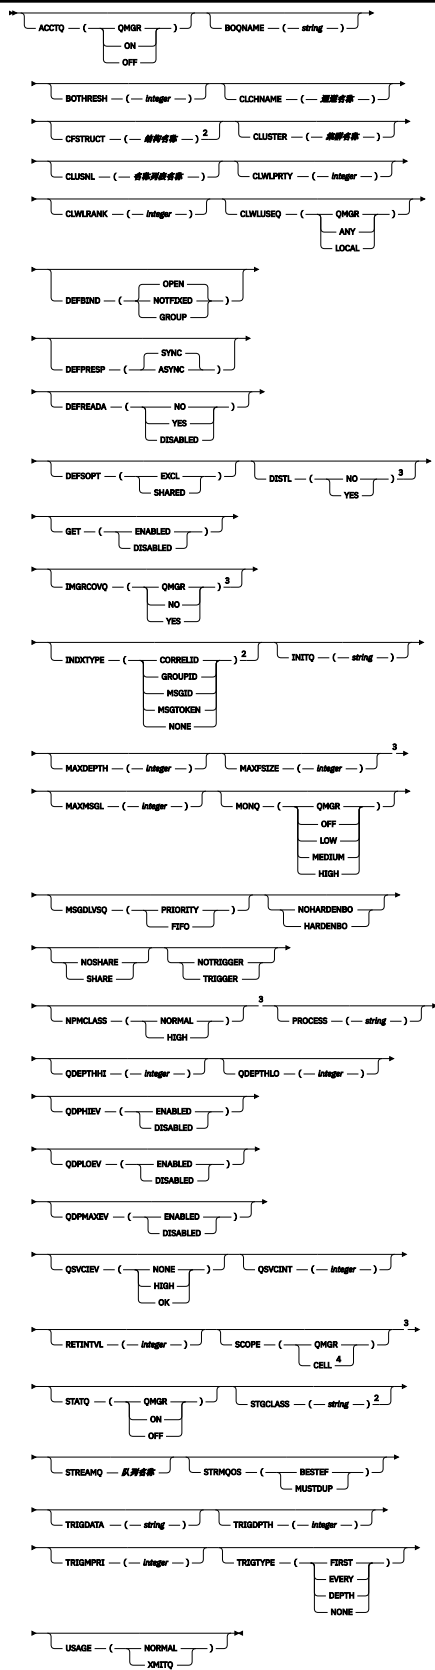 ACCTQ ( QMGR ) BOQNAME ( string )
ON
OFF
BOTHRESH ( integer ) CLCHNAME ( 通道名称 )
CFSTRUCT ( 结构名称 ) 2 CLUSTER ( 集群名称 )
CLUSNL ( 名称列表名称 ) CLWLPRTY ( integer )
CLWLRANK ( integer ) CLWLUSEQ ( QMGR )
ANY
LOCAL
OPEN
DEFBIND ( NOTFIXED )
GROUP
SYNC
DEFPRESP ( ASYNC )
DEFREADA ( NO )
YES
DISABLED
DEFSOPT ( EXCL ) DISTL ( NO ) 3
SHARED YES
GET ( ENABLED )
DISABLED
IMGRCOVQ ( QMGR ) 3
NO
YES
INDXTYPE ( CORRELID ) 2 INITQ ( string )
GROUPID
MSGID
MSGTOKEN
NONE
MAXDEPTH ( integer ) MAXFSIZE ( integer ) 3
MAXMSGL ( integer ) MONQ ( QMGR )
OFF
LOW
MEDIUM
HIGH
MSGDLVSQ ( PRIORITY ) NOHARDENBO
FIFO HARDENBO
NOSHARE NOTRIGGER
SHARE TRIGGER
NPMCLASS ( NORMAL ) 3 PROCESS ( string )
HIGH
QDEPTHHI ( integer ) QDEPTHLO ( integer )
QDPHIEV ( ENABLED )
DISABLED
QDPLOEV ( ENABLED )
DISABLED
QDPMAXEV ( ENABLED )
DISABLED
QSVCIEV ( NONE ) QSVCINT ( integer )
HIGH
OK
RETINTVL ( integer ) SCOPE ( QMGR ) 3
CELL 4
STATQ ( QMGR ) STGCLASS ( string ) 2
ON
OFF
STREAMQ 队列名称 STRMQOS ( BESTEF )
MUSTDUP
TRIGDATA ( string ) TRIGDPTH ( integer )
TRIGMPRI ( integer ) TRIGTYPE ( FIRST )
EVERY
DEPTH
NONE
USAGE ( NORMAL )
XMITQ